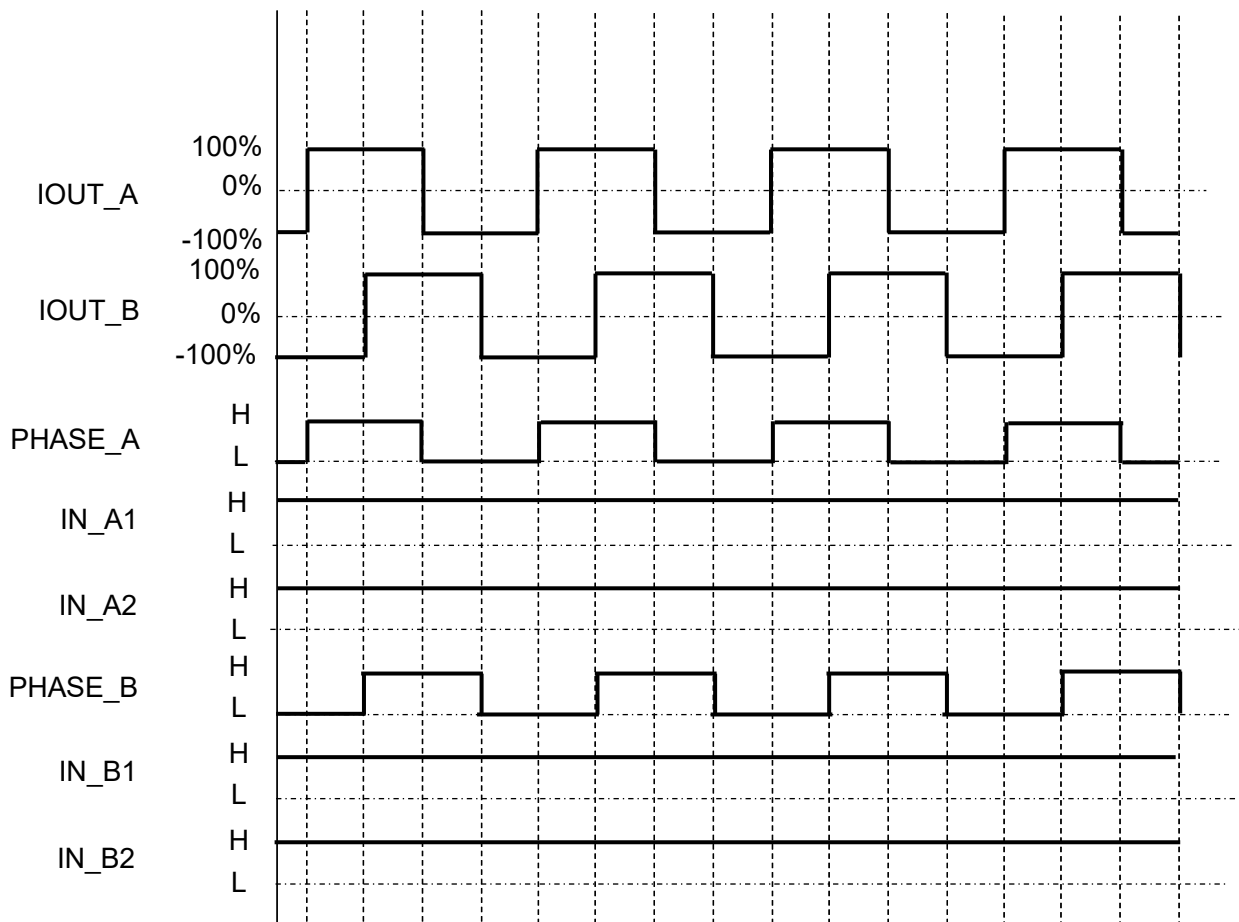 100%
IOUT_A
0%
-100%
100%
IOUT_B
0%
-100%
H
PHASE_A
L
H
IN_A1
L
H
IN_A2
L
H
PHASE_B
L
H
IN_B1
L
H
IN_B2
L